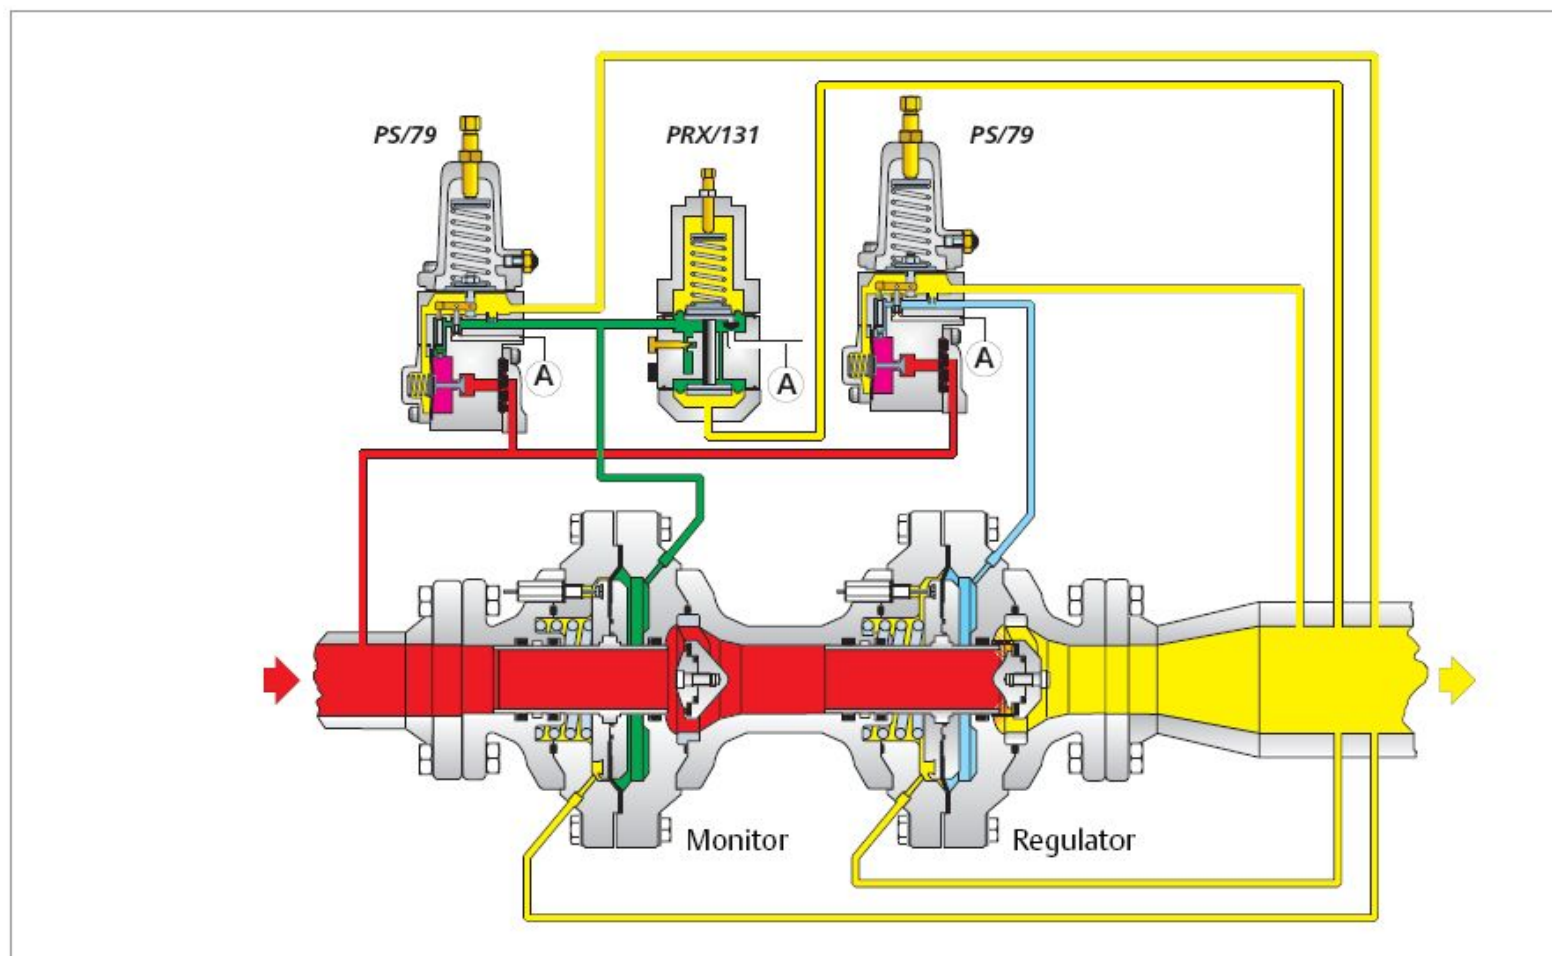 PS/79
PRX/131
PS/79
A
A
A
Monitor
Regulator